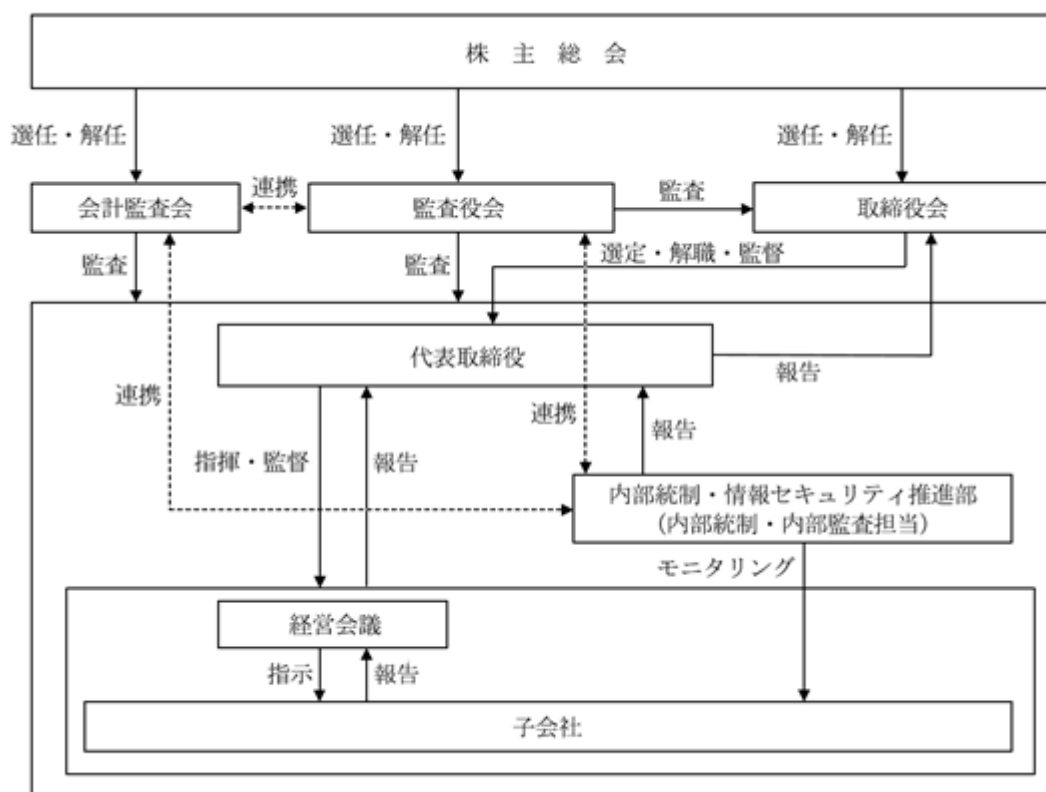 株主総会
選任・解任
選任・解任
選任・解任
会計監査会
連携
監査役会
監査
取締役会
監査
監査
選定・解職・監督
代表取締役
報告
連携
連携
報告
指揮・監督
報告
内部統制・情報セキュリティ推進部
(内部統制・内部監査担当)
モニタリング
経営会議
指示
報告
子会社